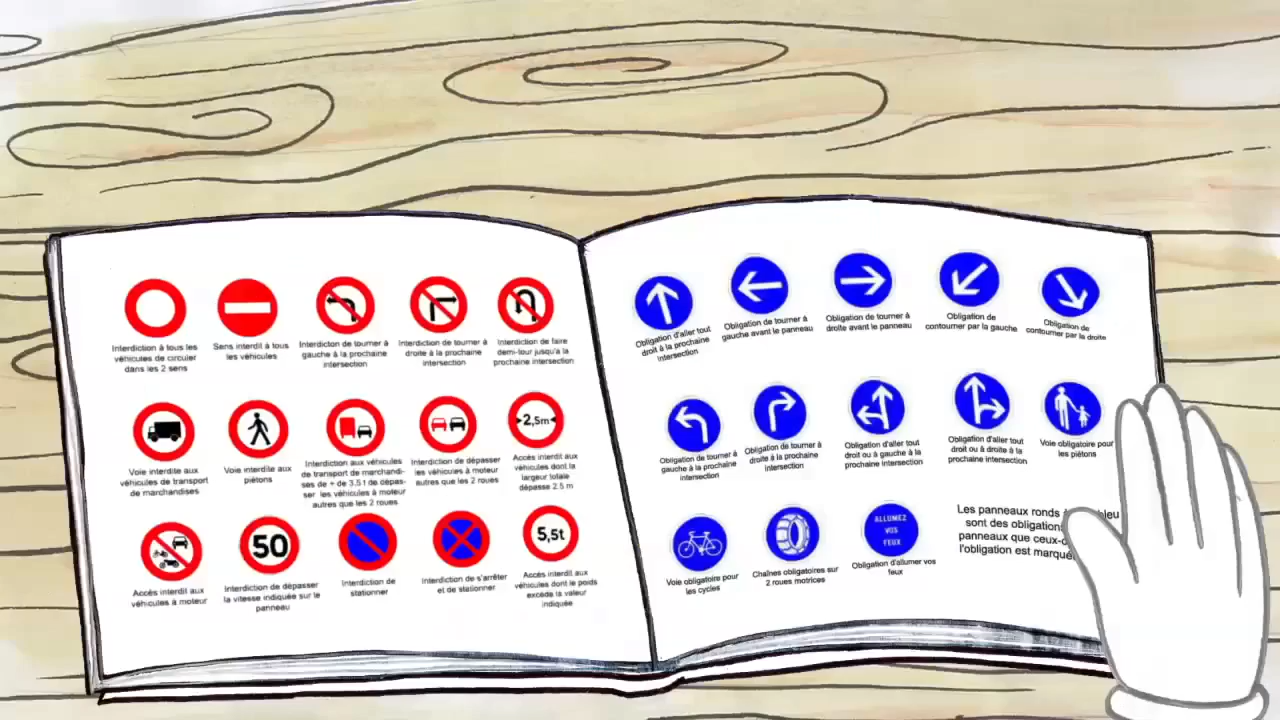 Interdiction à tous les
véhicules de circuler
dans les 2 sens
Sens interdit à tous
les véhicules
Interdicton de tourner à
gauche à la prochaine
intersection
Interdiction de tourner à
droite à la prochaine
intersection
Interdiction de faire
demi-tour jusqu'a la
prochaine intersection
Voie interdite aux
véhicules de transport
de marchandises
Voie interdite aux
piétons
Interdiction aux véhicules
de transport de marchandi-
ses de + de 3.5 t de dépas-
ser les véhicules à moteur
autres que les 2 roues
Interdiction de dépasser
les véhicules à moteur
autres que les 2 roues
2,5m
Accès interdit aux
véhicules dont la
largeur totale
dépasse 2.5 m
Accès interdit aux
véhicules à moteur
50
Interdiction de dépasser
la vitesse indiquée sur le
panneau
Interdiction de
stationner
Interdiction de s'arrêter
et de stationner
5,5t
Accès interdit aux
véhicules dont le poids
excède la valeur
indiquée
Obligation d'aller tout
droit à la prochaine
intersection
Obligation de tourner à
gauche avant le panneau
Obligation de tourner à
droite avant le panneau
Obligation de
contourner par la gauche
Obligation de
contourner par la droite
Obligation de tourner à
gauche à la prochaine
intersection
Obligation de tourner à
droite à la prochaine
intersection
Obligation d'aller tout
droit ou à gauche à la
prochaine intersection
Obligation d'aller tout
droit ou à droite à la
prochaine intersection
Voie obligatoire pour
les piétons
Voie obligatoire pour
les cycles
Chaînes obligatoires sur
2 roues motrices
ALLUMEZ
VOS
FEUX
Obligation d'allumer vos
feux
Les panneaux ronds bleu
sont des obligations
panneaux que ceux-
l'obligation est marqué